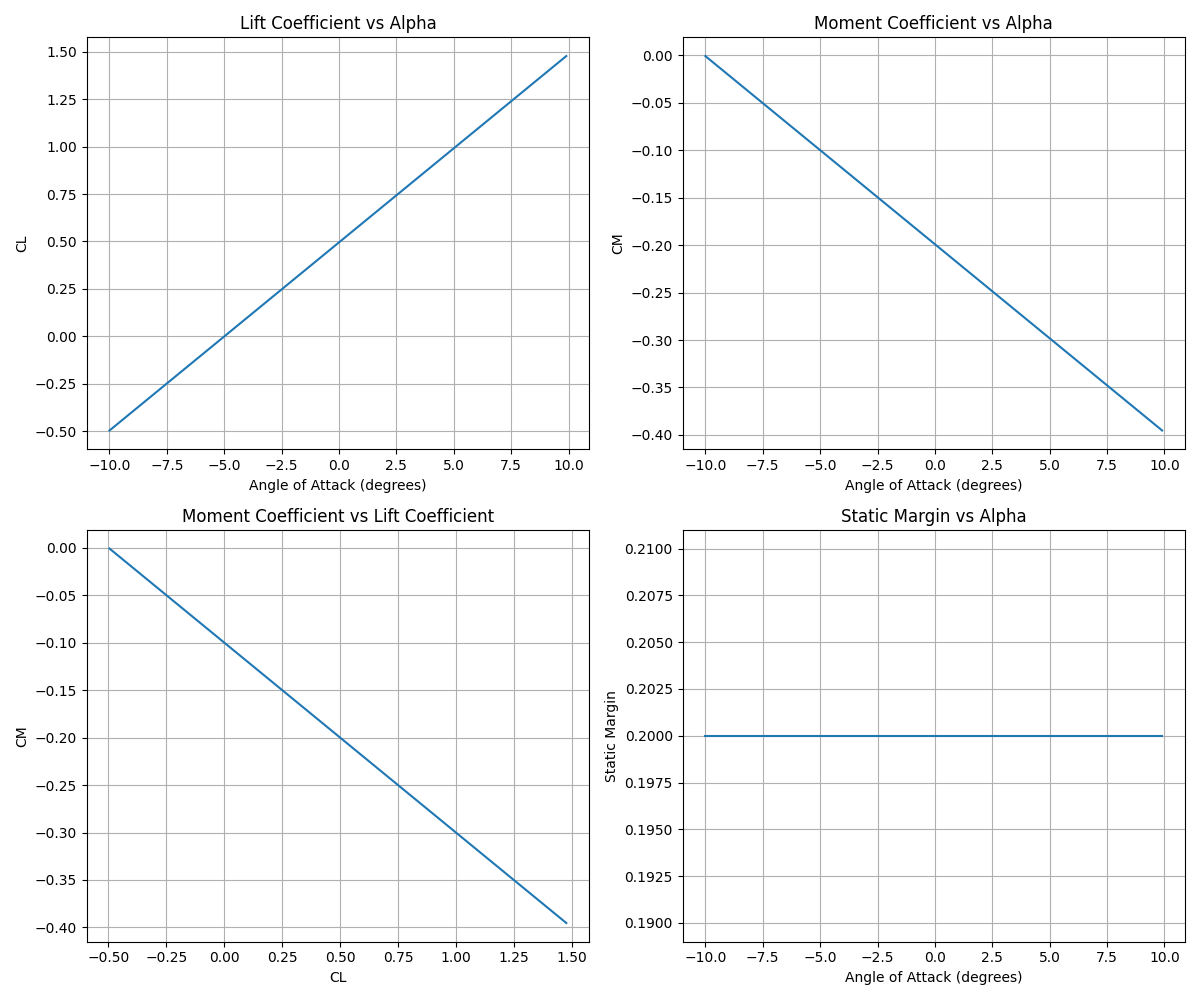 Lift Coefficient vs Alpha
1.50
1.25
1.00
0.75
0.50
0.25
0.00
−0.25
−0.50
CL
−10.0 −7.5 −5.0 −2.5 0.0 2.5 5.0 7.5 10.0
Angle of Attack (degrees)
Moment Coefficient vs Alpha
0.00
−0.05
−0.10
−0.15
−0.20
−0.25
−0.30
−0.35
−0.40
CM
−10.0 −7.5 −5.0 −2.5 0.0 2.5 5.0 7.5 10.0
Angle of Attack (degrees)
Moment Coefficient vs Lift Coefficient
0.00
−0.05
−0.10
−0.15
−0.20
−0.25
−0.30
−0.35
−0.40
CM
−0.50 −0.25 0.00 0.25 0.50 0.75 1.00 1.25 1.50
CL
Static Margin vs Alpha
0.2100
0.2075
0.2050
0.2025
0.2000
0.1975
0.1950
0.1925
0.1900
Static Margin
−10.0 −7.5 −5.0 −2.5 0.0 2.5 5.0 7.5 10.0
Angle of Attack (degrees)